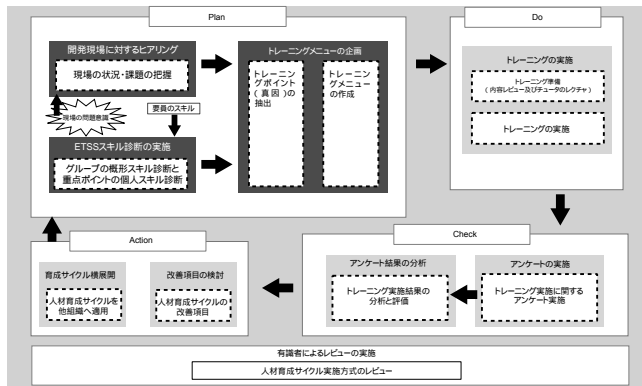 Plan
開発現場に対するヒアリング
現場の状況・課題の把握
現場の問題意識
要員のスキル
ETSSスキル診断の実施
グループの概形スキル診断と
重点ポイントの個人スキル診断
トレーニングメニューの企画
トレーニ
ングポイント
(真因)の
抽出
トレーニ
ングメニュー
の作成
Do
トレーニングの実施
トレーニング準備
(内容レビュー及びチュータのレクチャ)
トレーニングの実施
Check
アンケート結果の分析
トレーニング実施結果の
分析と評価
アンケートの実施
トレーニング実施に関する
アンケート実施
Action
育成サイクル横展開
人材育成サイクルを
他組織へ適用
改善項目の検討
人材育成サイクルの
改善項目
有識者によるレビューの実施
人材育成サイクル実施方式のレビュー